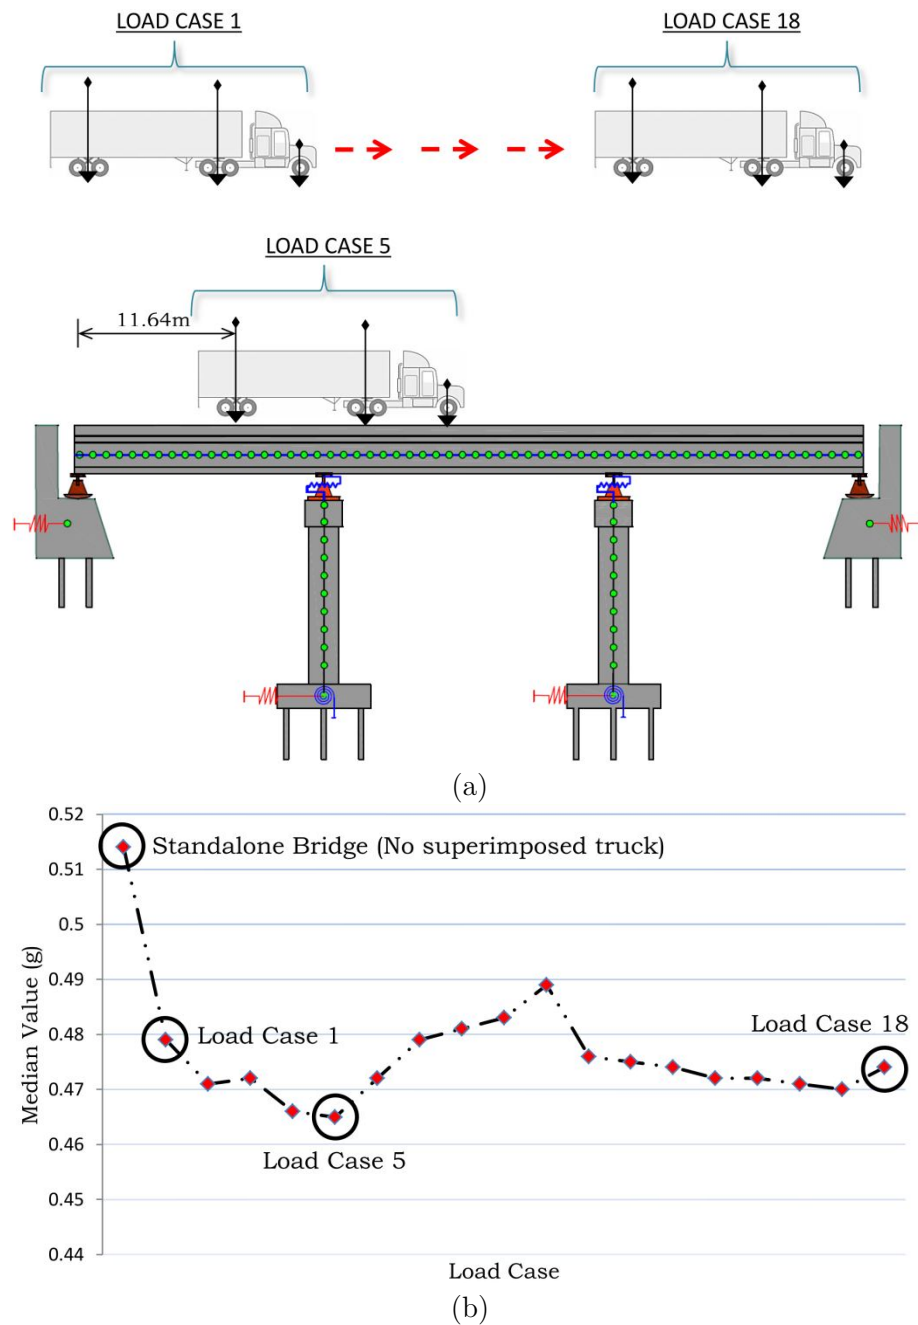 LOAD CASE 1
LOAD CASE 18
LOAD CASE 5
11.64m
(a)
0.52
0.51
0.5
0.49
0.48
0.47
0.46
0.45
0.44
Median Value (g)
Standalone Bridge (No superimposed truck)
Load Case 1
Load Case 18
Load Case 5
Load Case
(b)